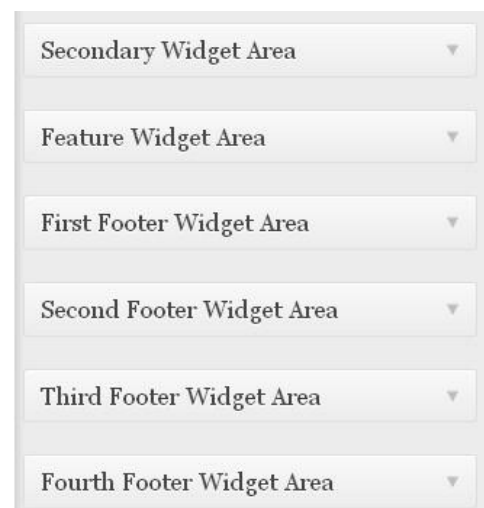 Secondary Widget Area
Feature Widget Area
First Footer Widget Area
Second Footer Widget Area
Third Footer Widget Area
Fourth Footer Widget Area